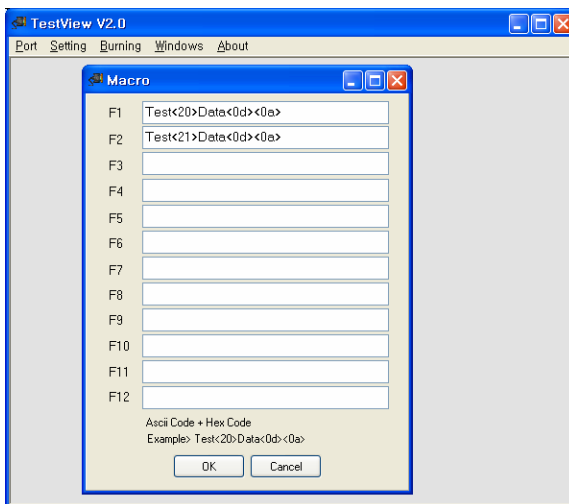 TestView V2.0
Port Setting Burning Windows About
Macro
F1 Test<20>Data<0d><0a>
F2 Test<21>Data<0d><0a>
F3
F4
F5
F6
F7
F8
F9
F10
F11
F12
Ascii Code + Hex Code
Example> Test<20>Data<0d><0a>
OK Cancel